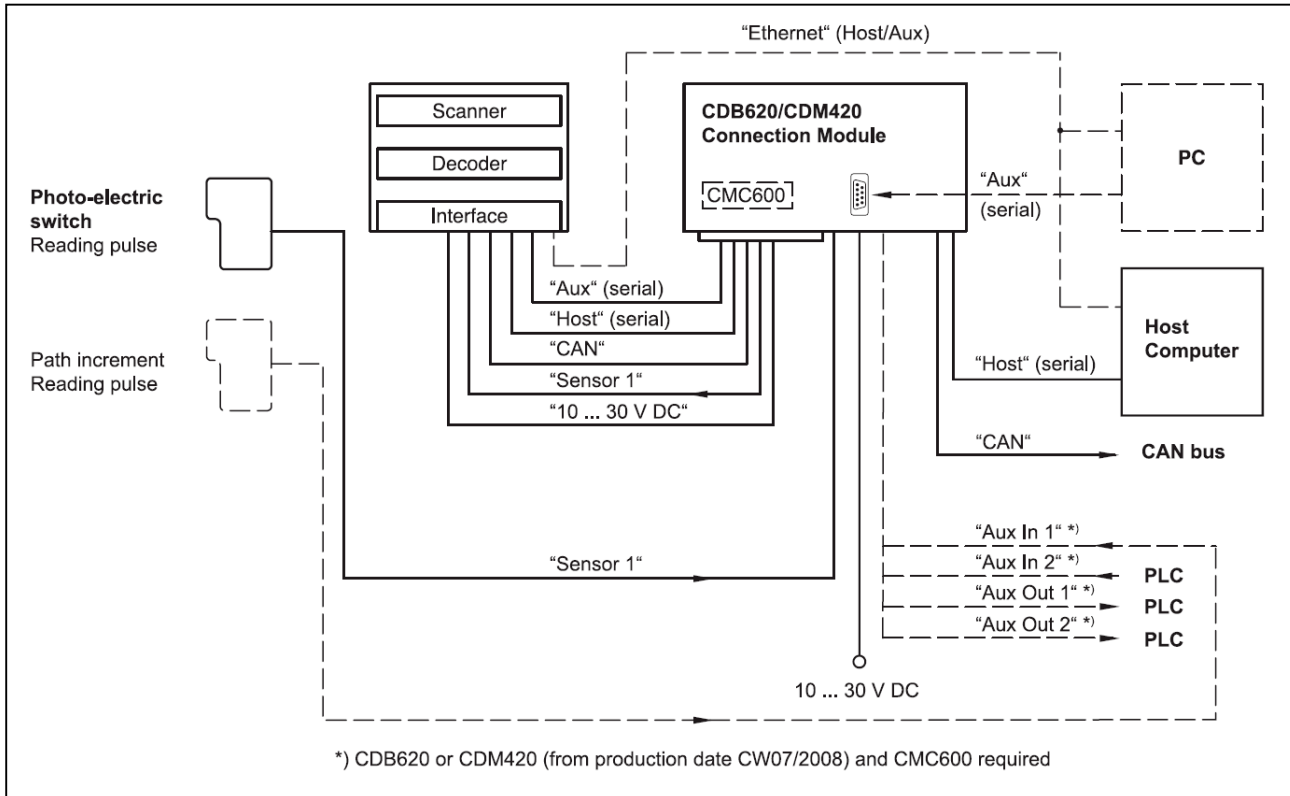 “Ethernet“ (Host/Aux)
Scanner
Decoder
Interface
CDB620/CDM420
Connection Module
CMC600
PC
“Aux“
(serial)
Photo-electric
switch
Reading pulse
Path increment
Reading pulse
“Aux“ (serial)
“Host“ (serial)
“CAN“
“Sensor 1“
“10 ... 30 V DC“
Host
Computer
“Host“ (serial)
“CAN“
CAN bus
“Sensor 1“
“Aux In 1“ *)
“Aux In 2“ *)
PLC
“Aux Out 1“ *)
PLC
“Aux Out 2“ *)
PLC
10 ... 30 V DC
*) CDB620 or CDM420 (from production date CW07/2008) and CMC600 required